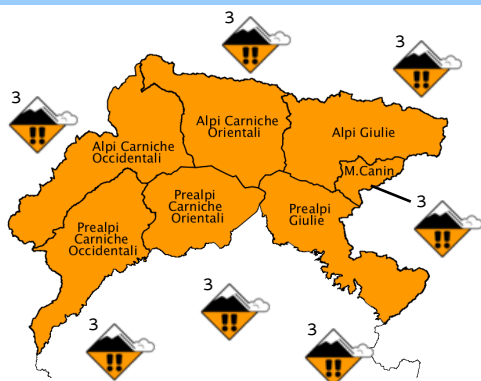 3
3
3
Alpi Carniche
Orientali
Alpi Giulie
Alpi Carniche
Occidentali
M.Canin
Prealpi
Carniche
Orientali
3
Prealpi
Giulie
Prealpi
Carniche
Occidentali
3
3
3